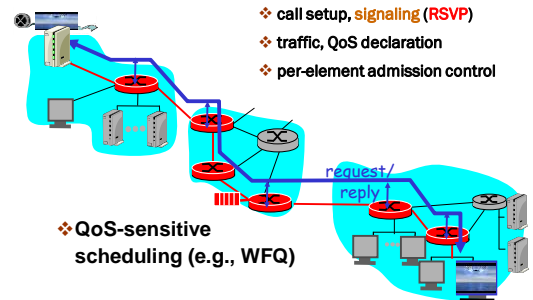 ❖ call setup, signaling (RSVP)
❖ traffic, QoS declaration
❖ per-element admission control
request/
reply
❖QoS-sensitive
scheduling (e.g., WFQ)